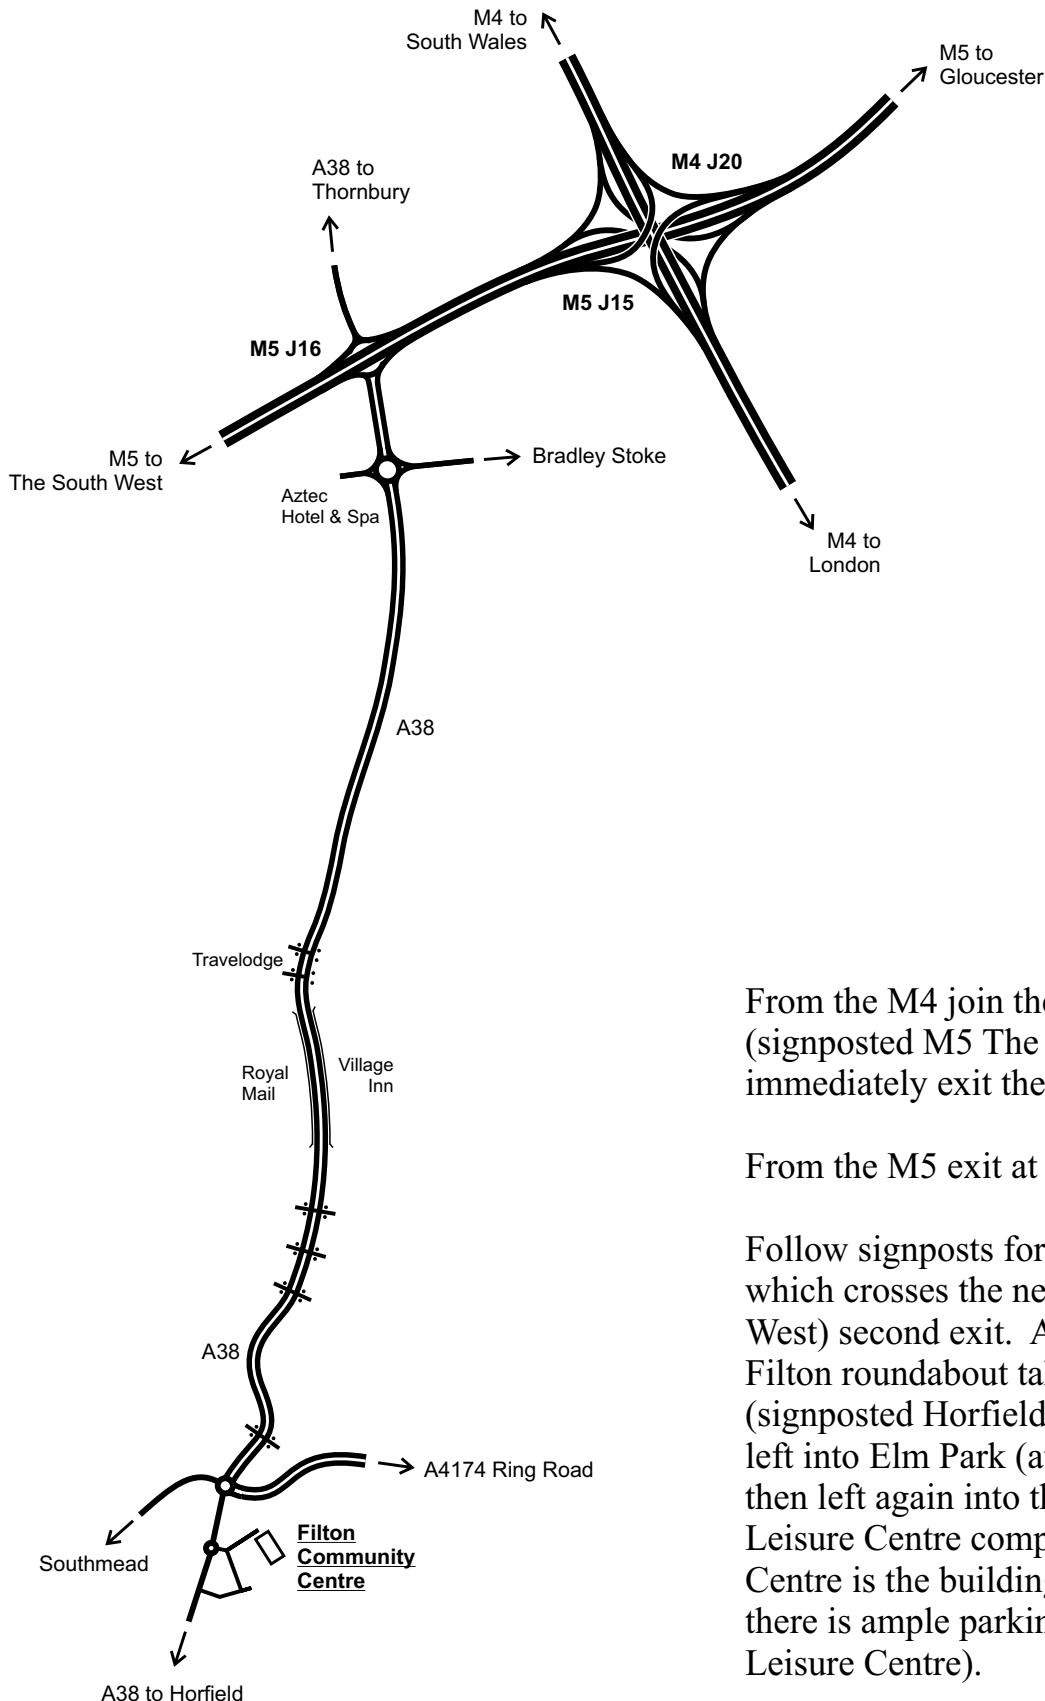 M4 to
South Wales
M5 to
Gloucester
M4 J20
A38 to
Thornbury
M5 J15
M5 J16
M5 to
The South West
Bradley Stoke
Aztec
Hotel & Spa
M4 to
London
A38
Travelodge
Royal
Mail
Village
Inn
A38
A4174 Ring Road
Southmead
Filton
Community
Centre
A38 to Horfield
From the M4 join the
(signposted M5 The
immediately exit the
From the M5 exit at
Follow signposts for
which crosses the ne
West) second exit. A
Filton roundabout ta
(signposted Horfield
left into Elm Park (a
then left again into th
Leisure Centre comp
Centre is the building
there is ample parkin
Leisure Centre).